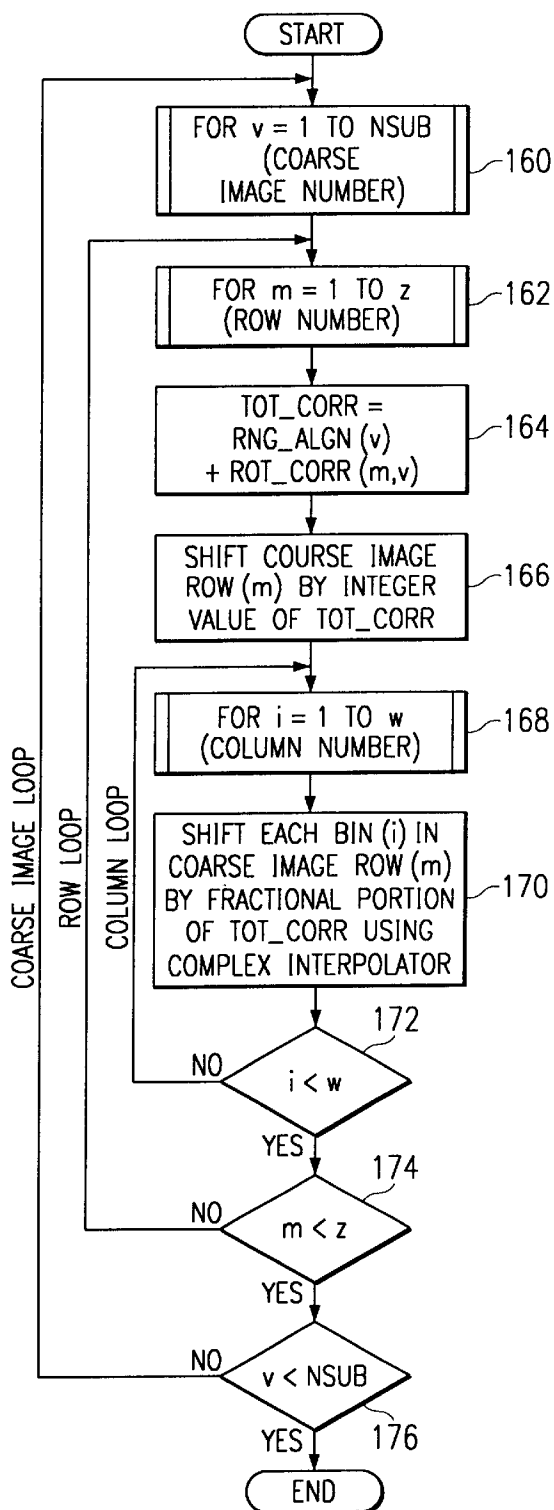 START
FOR v = 1 TO NSUB
(COARSE
IMAGE NUMBER)
160
FOR m = 1 TO z
(ROW NUMBER)
162
TOT_CORR =
RNG_ALGN (v)
+ ROT_CORR (m,v)
164
SHIFT COURSE IMAGE
ROW (m) BY INTEGER
VALUE OF TOT_CORR
166
FOR i = 1 TO w
(COLUMN NUMBER)
168
SHIFT EACH BIN (i) IN
COARSE IMAGE ROW (m)
BY FRACTIONAL PORTION
OF TOT_CORR USING
COMPLEX INTERPOLATOR
170
COARSE IMAGE LOOP
ROW LOOP
COLUMN LOOP
172
NO
i < w
YES
174
NO
m < z
YES
NO
v < NSUB
176
YES
END